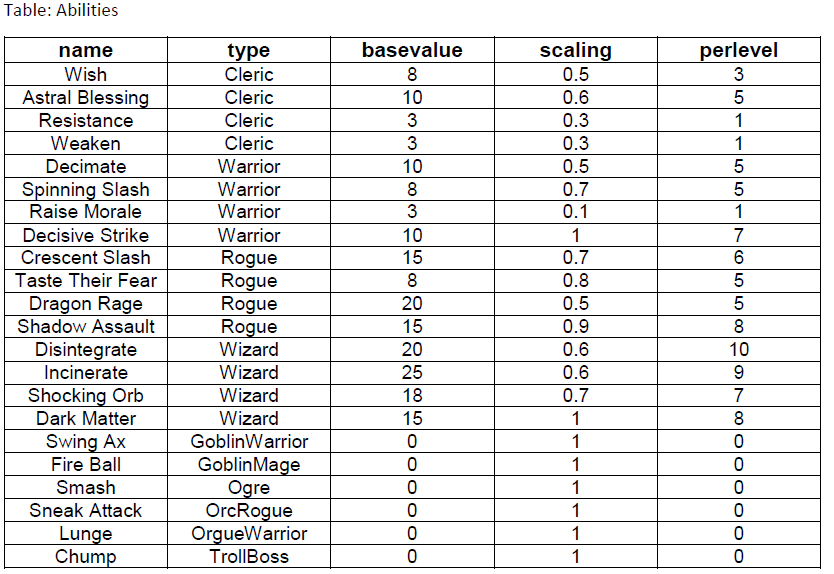 Table: Abilities
name type basevalue scaling perlevel
Wish Cleric 8 0.5 3
Astral Blessing Cleric 10 0.6 5
Resistance Cleric 3 0.3 1
Weaken Cleric 3 0.3 1
Decimate Warrior 10 0.5 5
Spinning Slash Warrior 8 0.7 5
Raise Morale Warrior 3 0.1 1
Decisive Strike Warrior 10 1 7
Crescent Slash Rogue 15 0.7 6
Taste Their Fear Rogue 8 0.8 5
Dragon Rage Rogue 20 0.5 5
Shadow Assault Rogue 15 0.9 8
Disintegrate Wizard 20 0.6 10
Incinerate Wizard 25 0.6 9
Shocking Orb Wizard 18 0.7 7
Dark Matter Wizard 15 1 8
Swing Ax GoblinWarrior 0 1 0
Fire Ball GoblinMage 0 1 0
Smash Ogre 0 1 0
Sneak Attack OrcRogue 0 1 0
Lunge OrgueWarrior 0 1 0
Chump TrollBoss 0 1 0